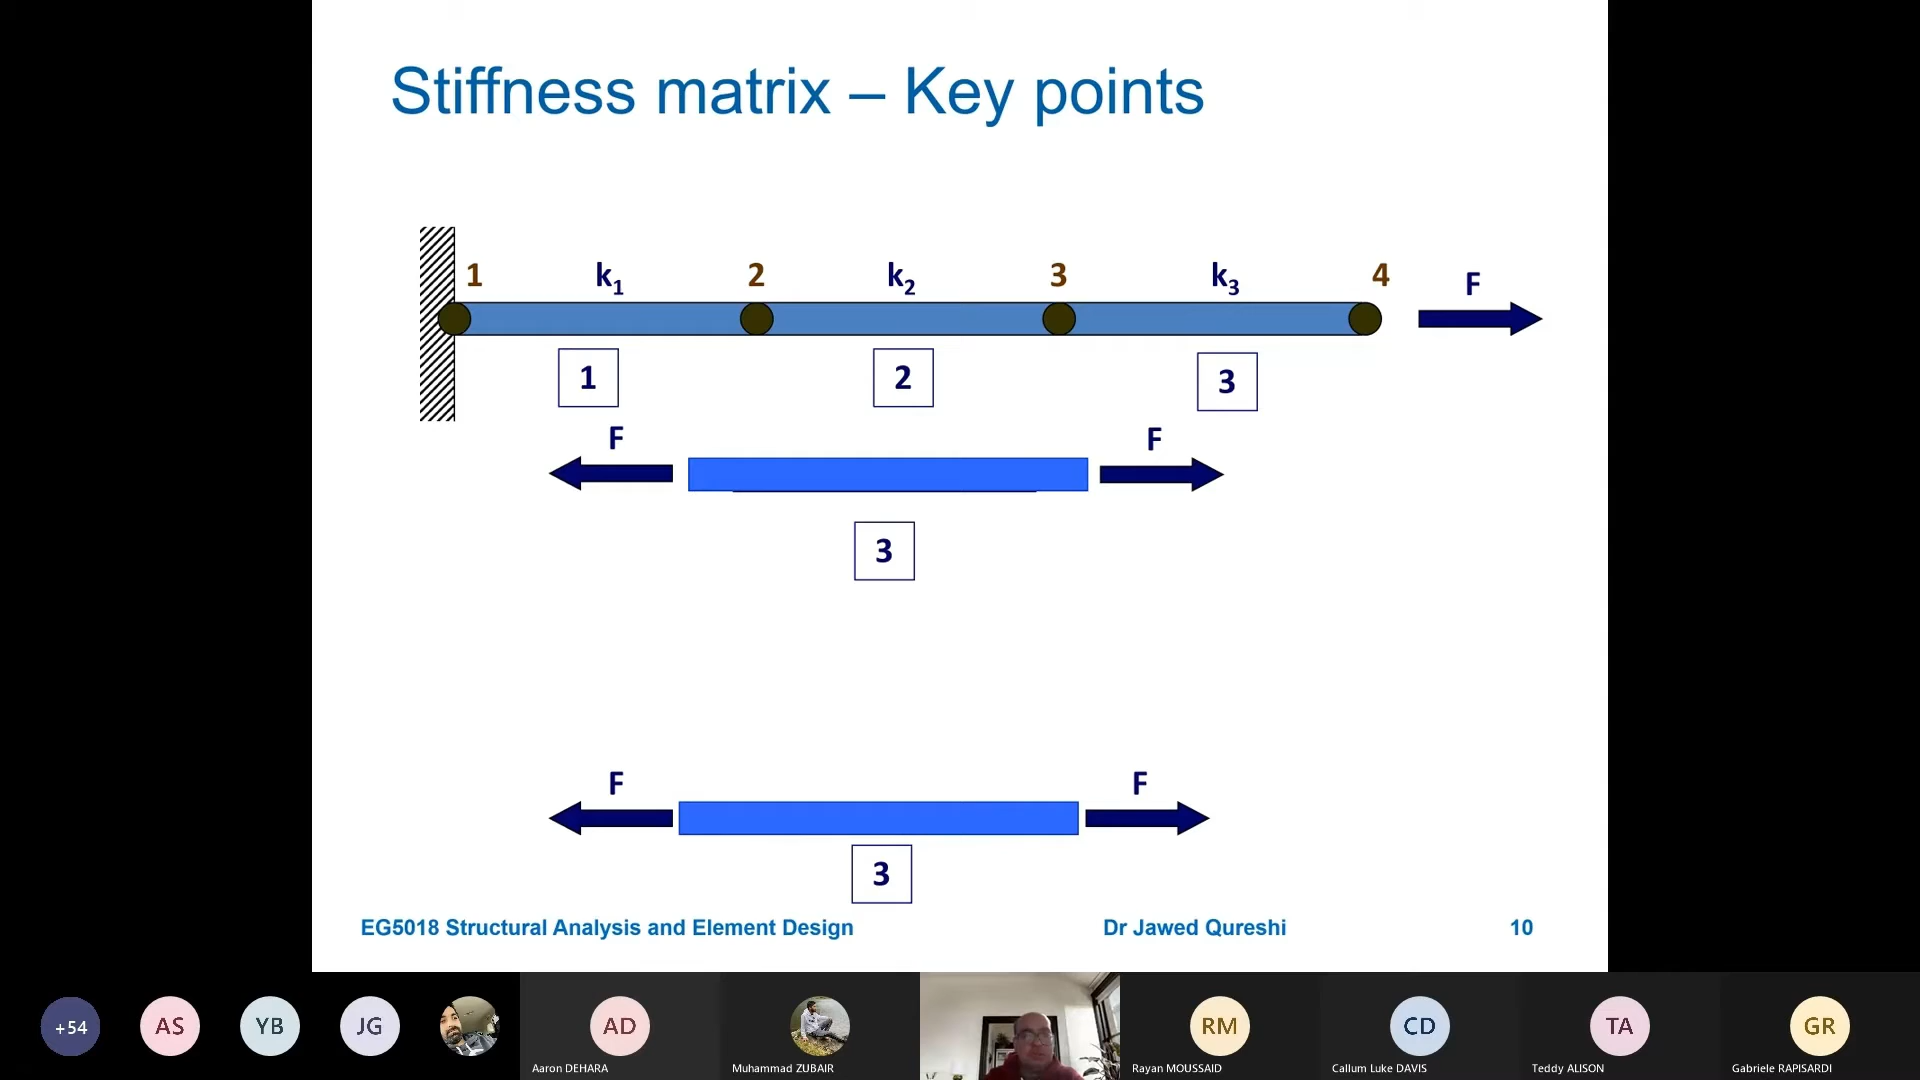 Stiffness matrix – Key points
1 k1 2 k2 3 k3 4 F
1 2 3
F F
3
F F
3
EG5018 Structural Analysis and Element Design Dr Jawed Qureshi 10
+54 AS YB JG AD RM CD TA GR
Aaron DEHARA Muhammad ZUBAIR Rayan MOUSSAID Callum Luke DAVIS Teddy ALISON Gabriele RAPISARDI